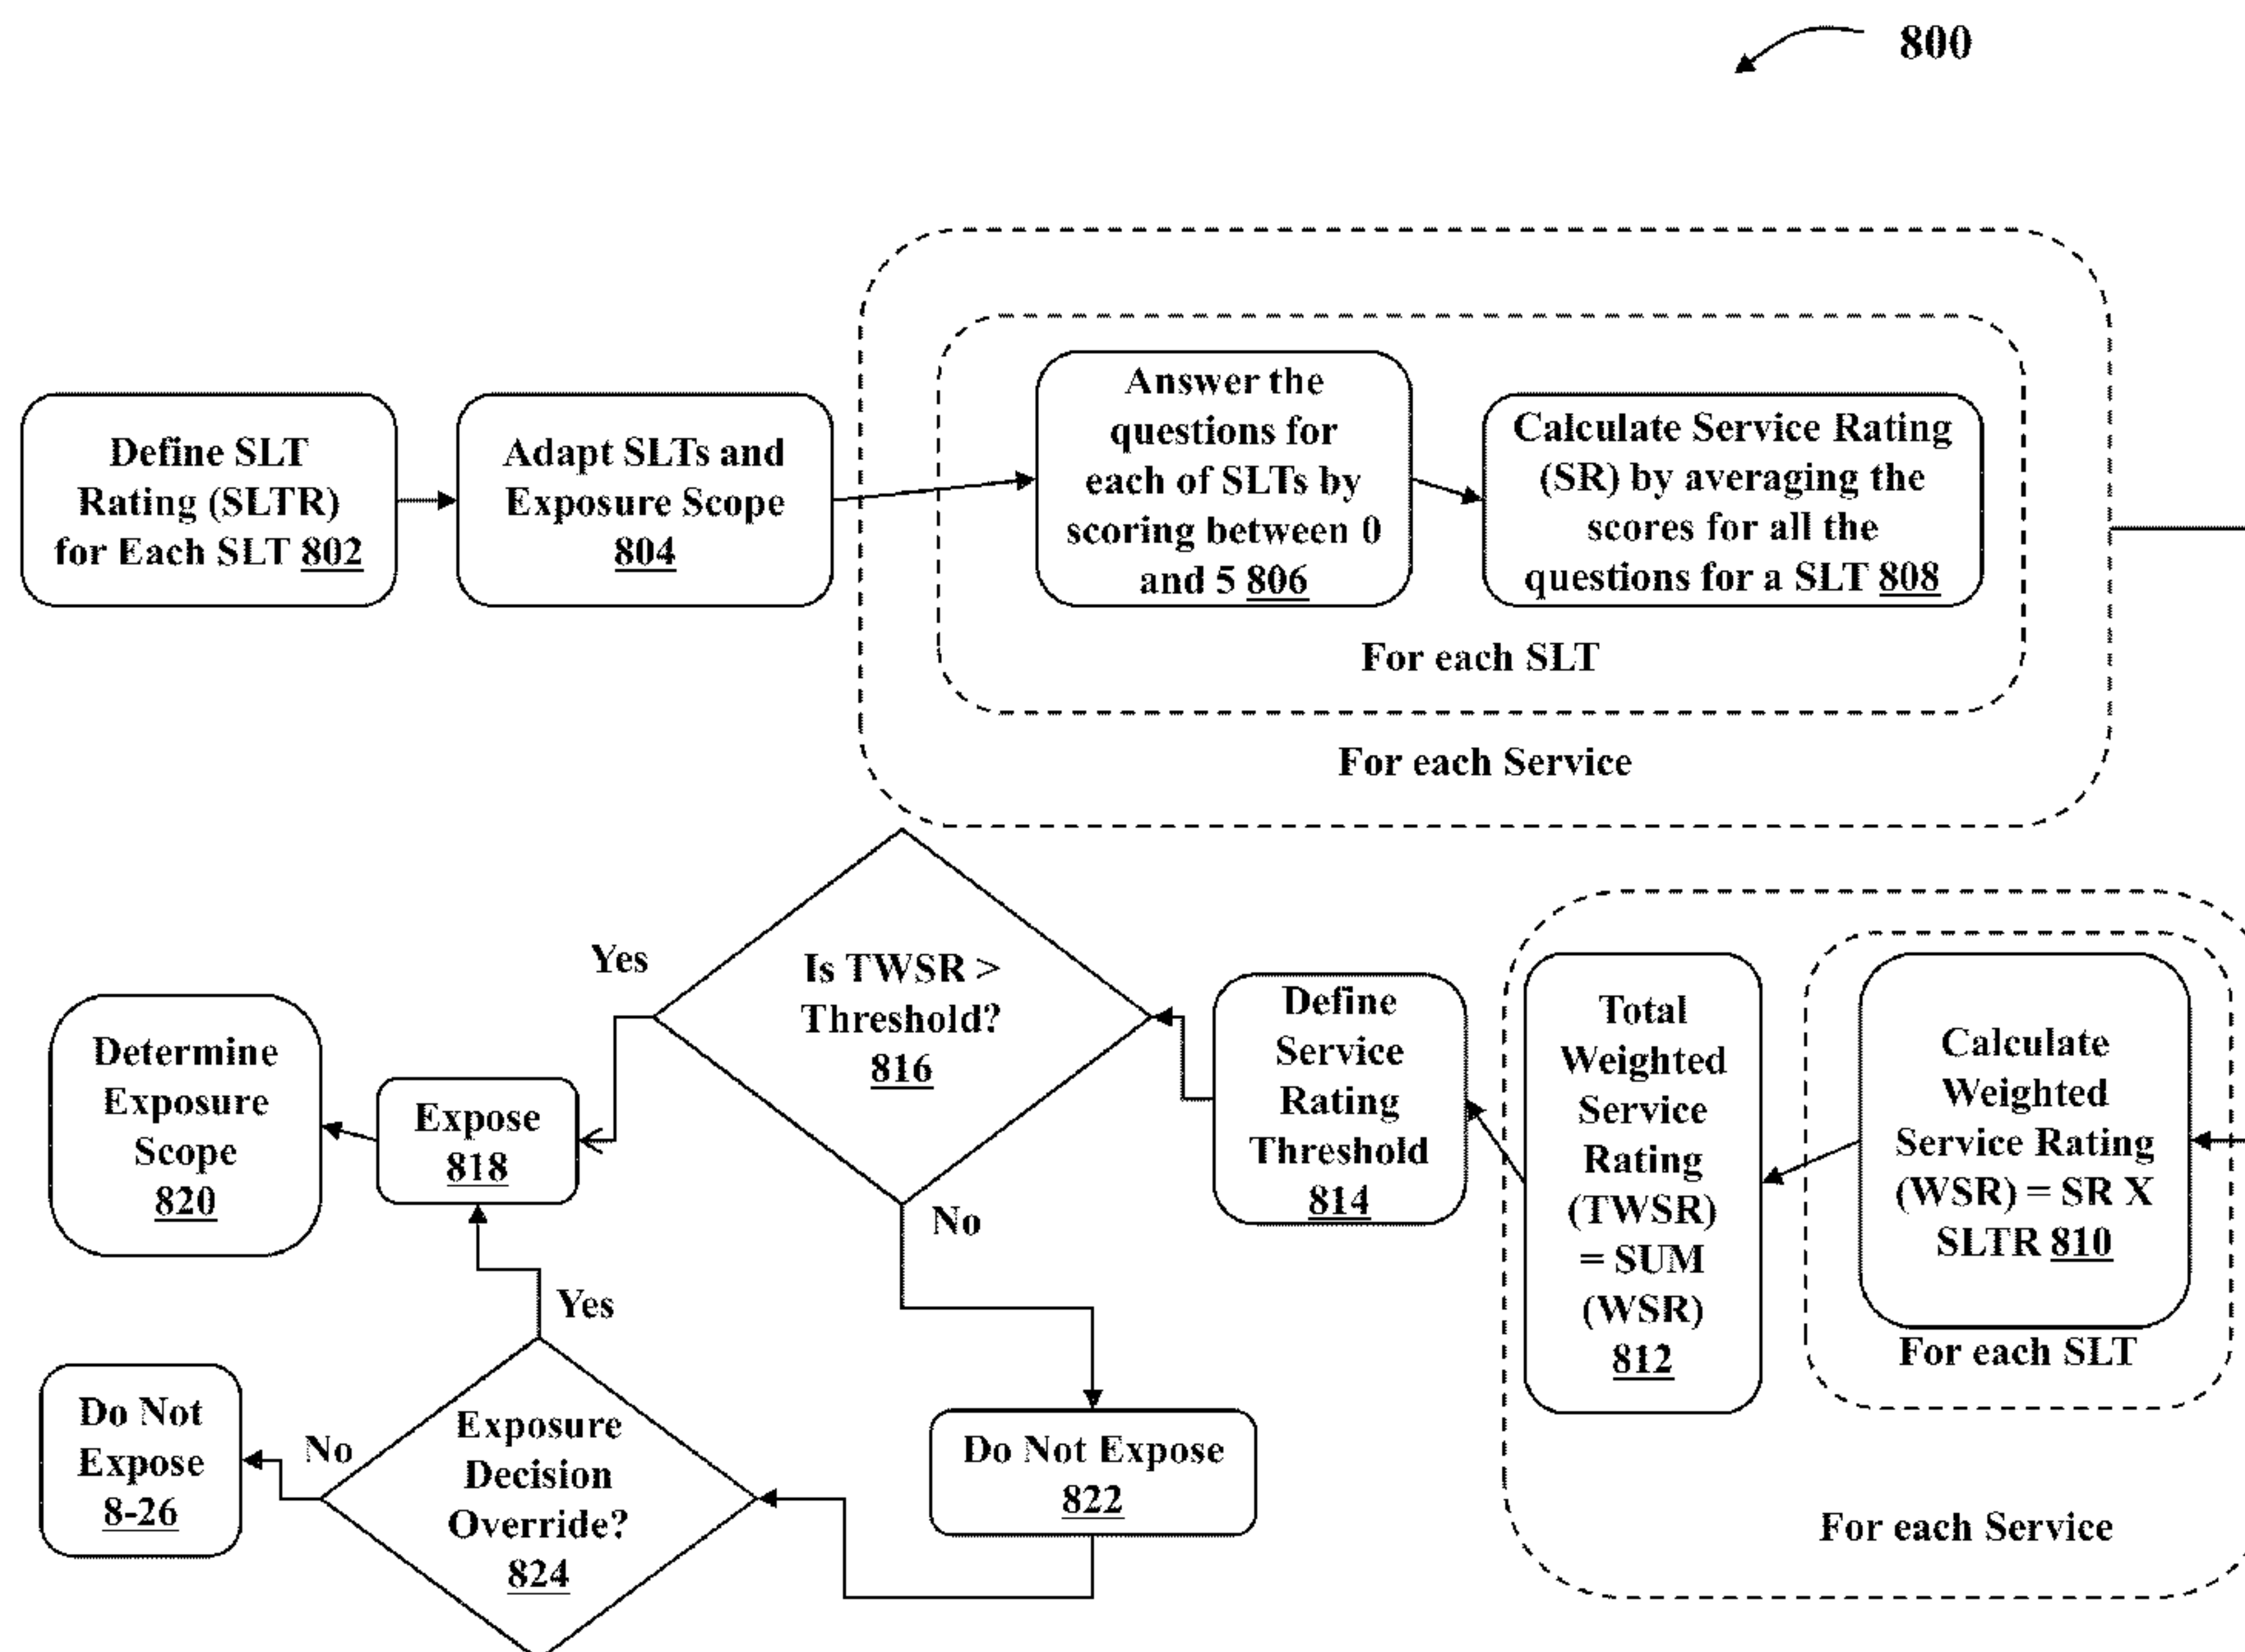 800
Define SLT
Rating (SLTR)
for Each SLT 802
Adapt SLTs and
Exposure Scope
804
Answer the
questions for
each of SLTs by
scoring between 0
and 5 806
Calculate Service Rating
(SR) by averaging the
scores for all the
questions for a SLT 808
For each SLT
For each Service
Calculate
Weighted
Service Rating
(WSR) = SR X
SLTR 810
For each SLT
Total
Weighted
Service
Rating
(TWSR)
= SUM
(WSR)
812
For each Service
Define
Service
Rating
Threshold
814
Is TWSR >
Threshold?
816
Yes
No
Expose
818
Determine
Exposure
Scope
820
Do Not Expose
822
Exposure
Decision
Override?
824
Yes
No
Do Not
Expose
8-26